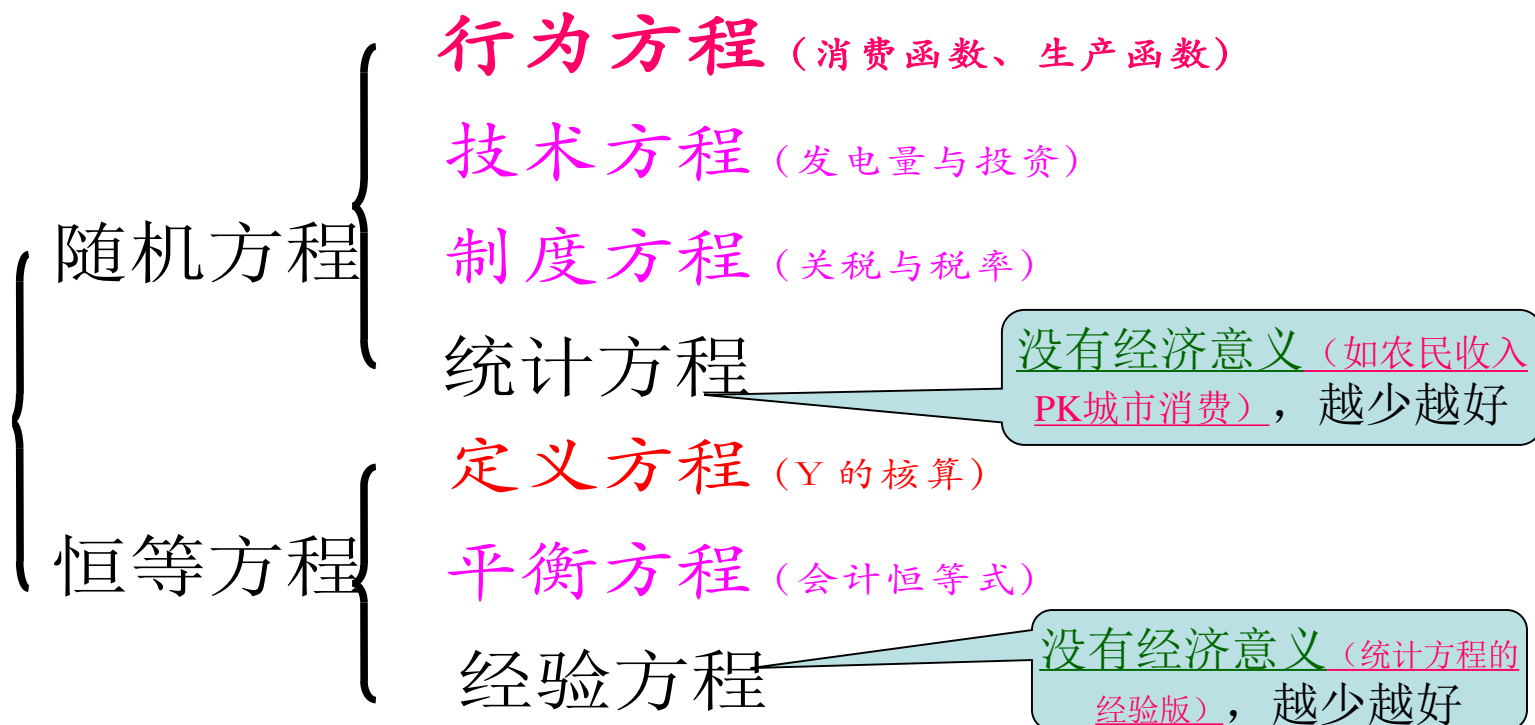 行为方程（消费函数、生产函数）
技术方程（发电量与投资）
随机方程
制度方程（关税与税率）
统计方程
没有经济意义（如农民收入
PK城市消费），越少越好
定义方程（Y 的核算）
恒等方程
平衡方程（会计恒等式）
经验方程
没有经济意义（统计方程的
经验版），越少越好